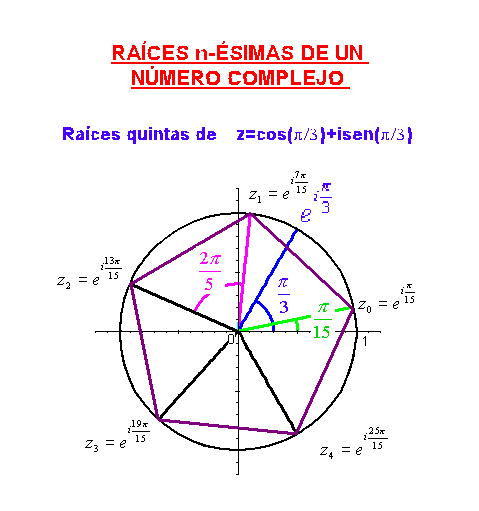 RAÍCES n-ÉSIMAS DE UN
NÚMERO COMPLEJO
Raíces quintas de z=cos(π/3)+isen(π/3)
z₁ = e^(i7π/15)
e^(iπ/3)
z₂ = e^(i13π/15)
2π/5
π/3
z₀ = e^(iπ/15)
π/15
0
1
z₃ = e^(i19π/15)
z₄ = e^(i25π/15)